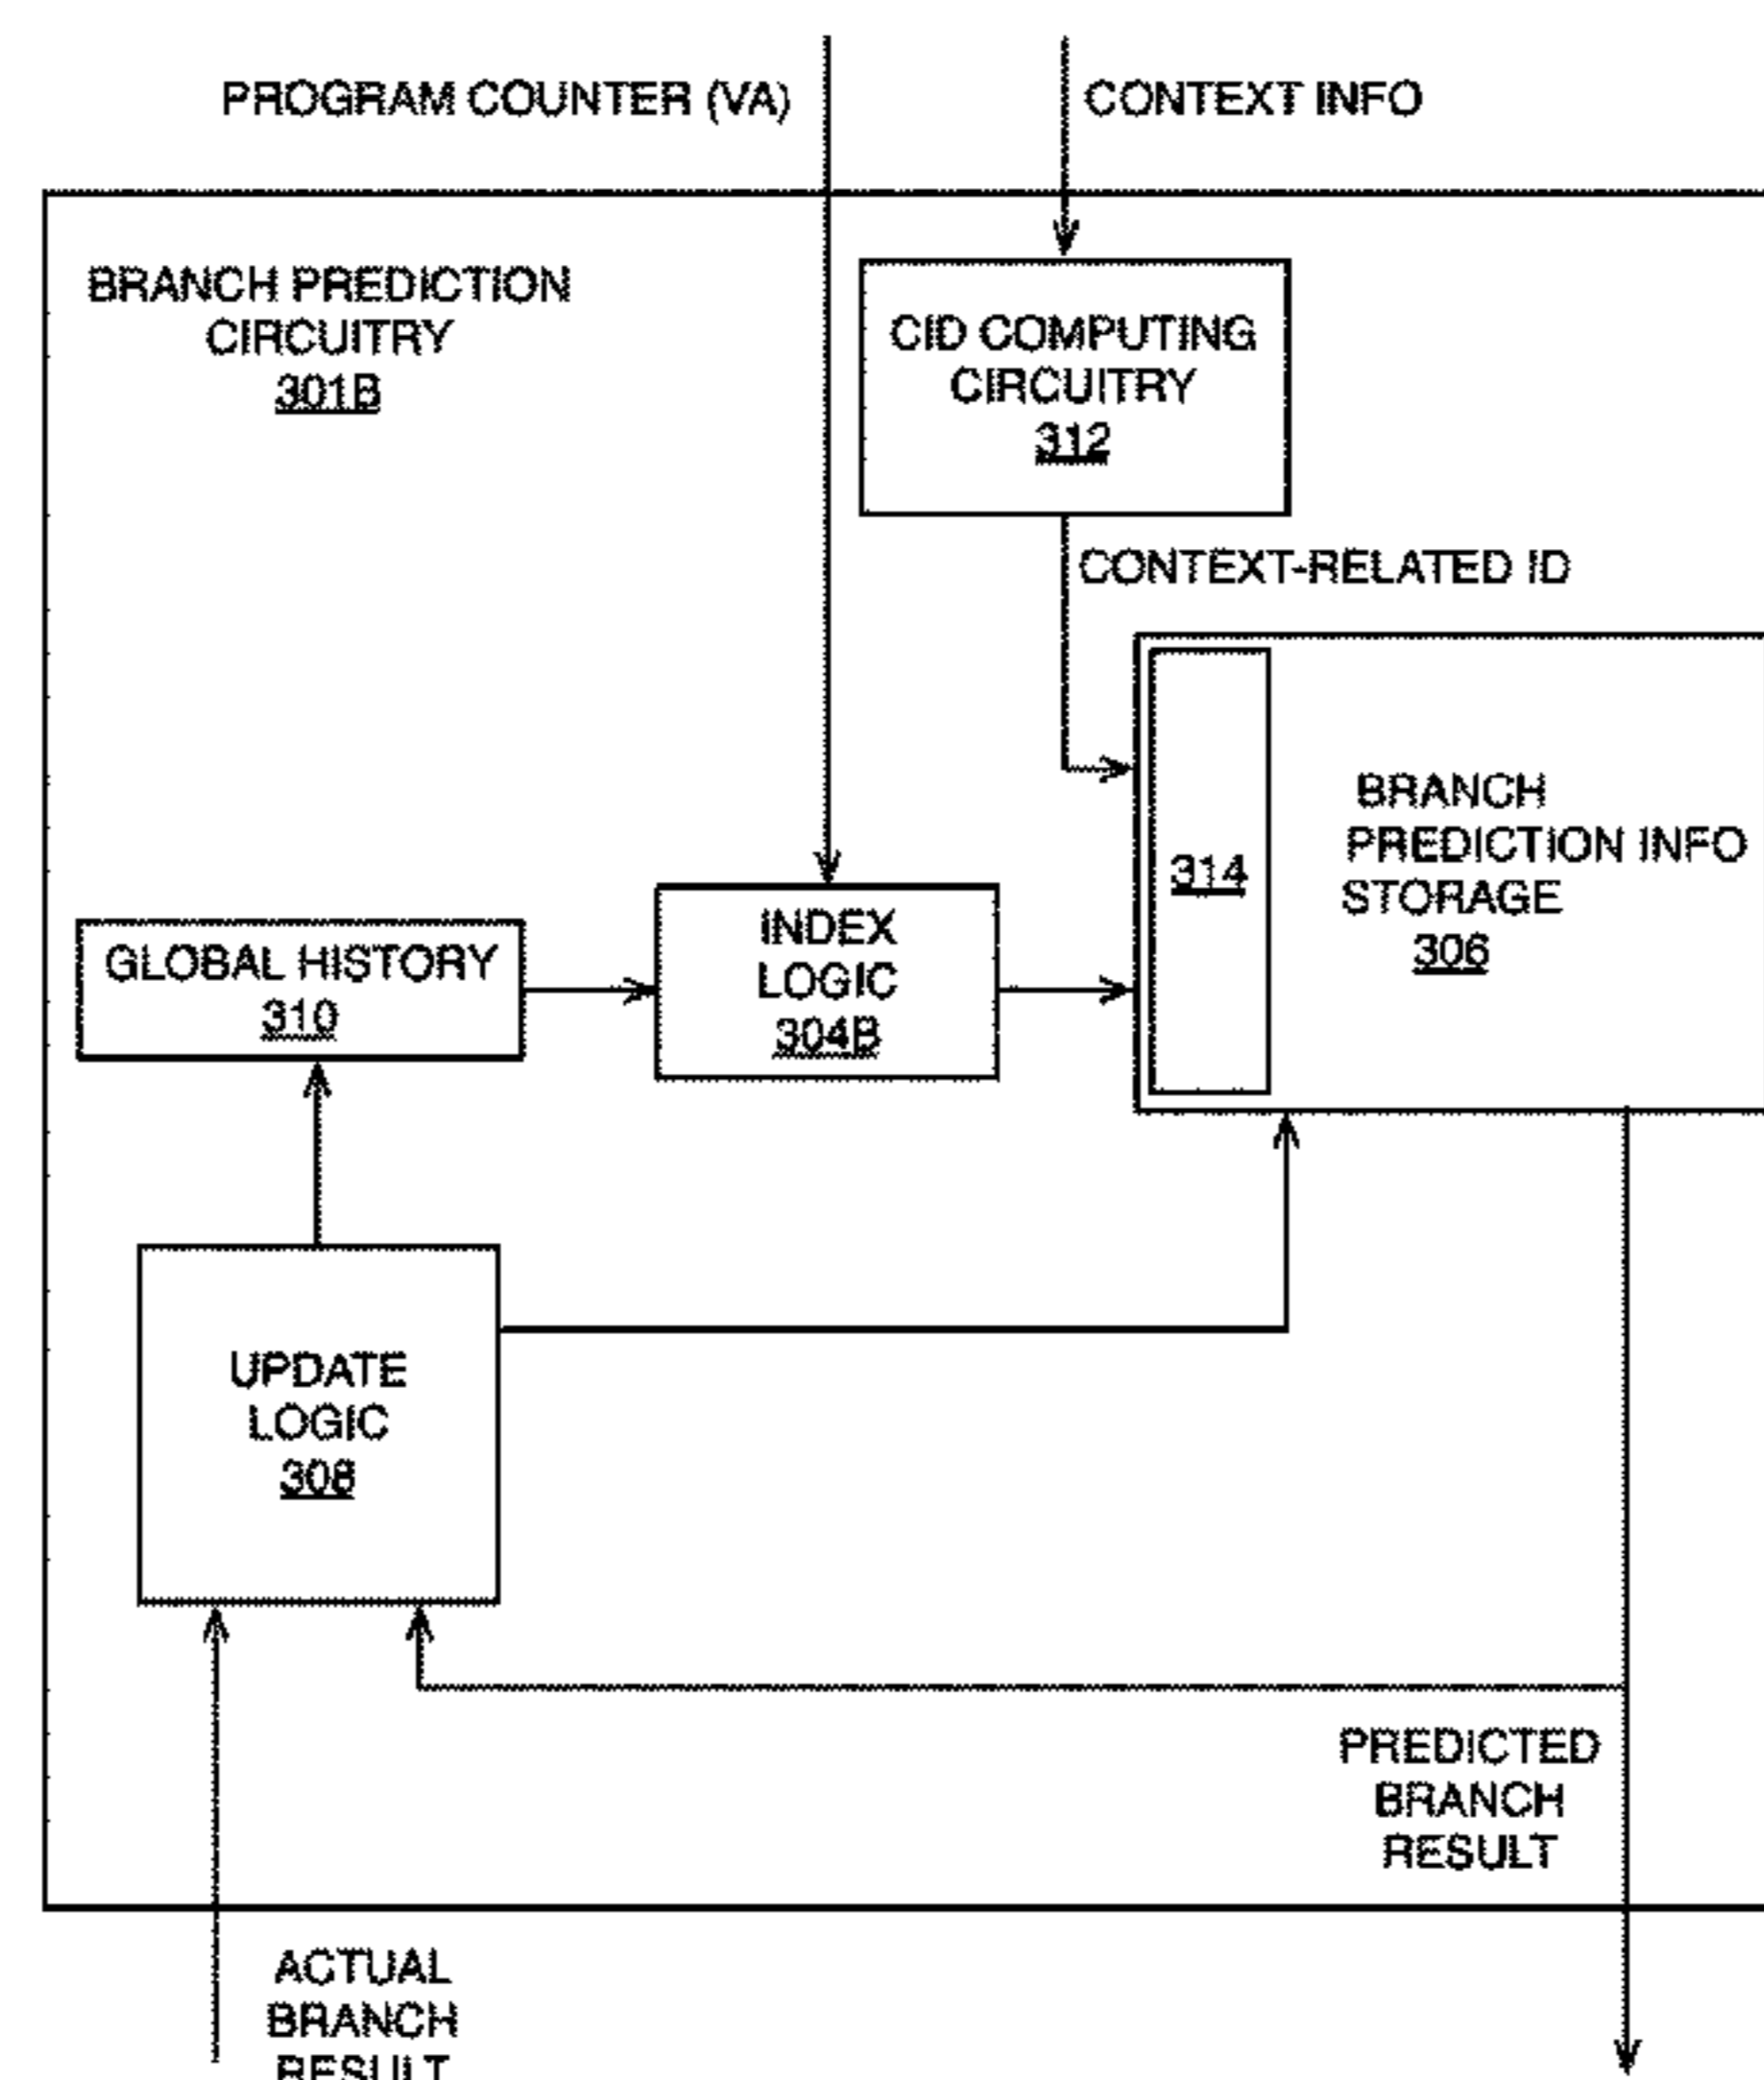 PROGRAM COUNTER (VA)
CONTEXT INFO
BRANCH PREDICTION
CIRCUITRY
301B
CID COMPUTING
CIRCUITRY
312
CONTEXT-RELATED ID
314
BRANCH
PREDICTION INFO
STORAGE
306
GLOBAL HISTORY
310
INDEX
LOGIC
304B
UPDATE
LOGIC
308
PREDICTED
BRANCH
RESULT
ACTUAL
BRANCH
RESULT